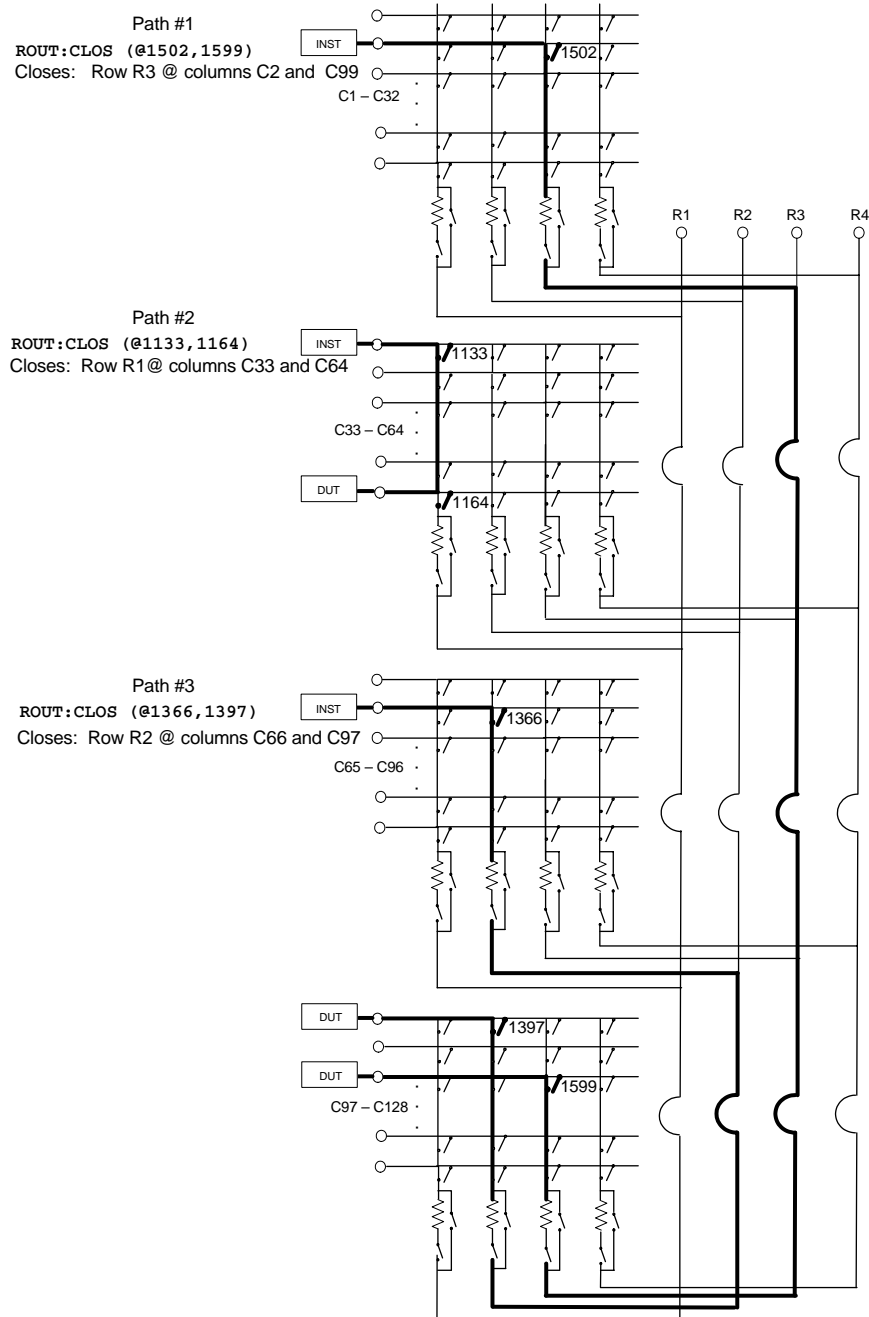 Path #1
ROUT:CLOS (@1502,1599)
Closes: Row R3 @ columns C2 and C99
INST
1502
C1 – C32
R1 R2 R3 R4
Path #2
ROUT:CLOS (@1133,1164)
Closes: Row R1@ columns C33 and C64
INST
1133
C33 – C64
DUT
1164
Path #3
ROUT:CLOS (@1366,1397)
Closes: Row R2 @ columns C66 and C97
INST
1366
C65 – C96
DUT
1397
DUT
1599
C97 – C128